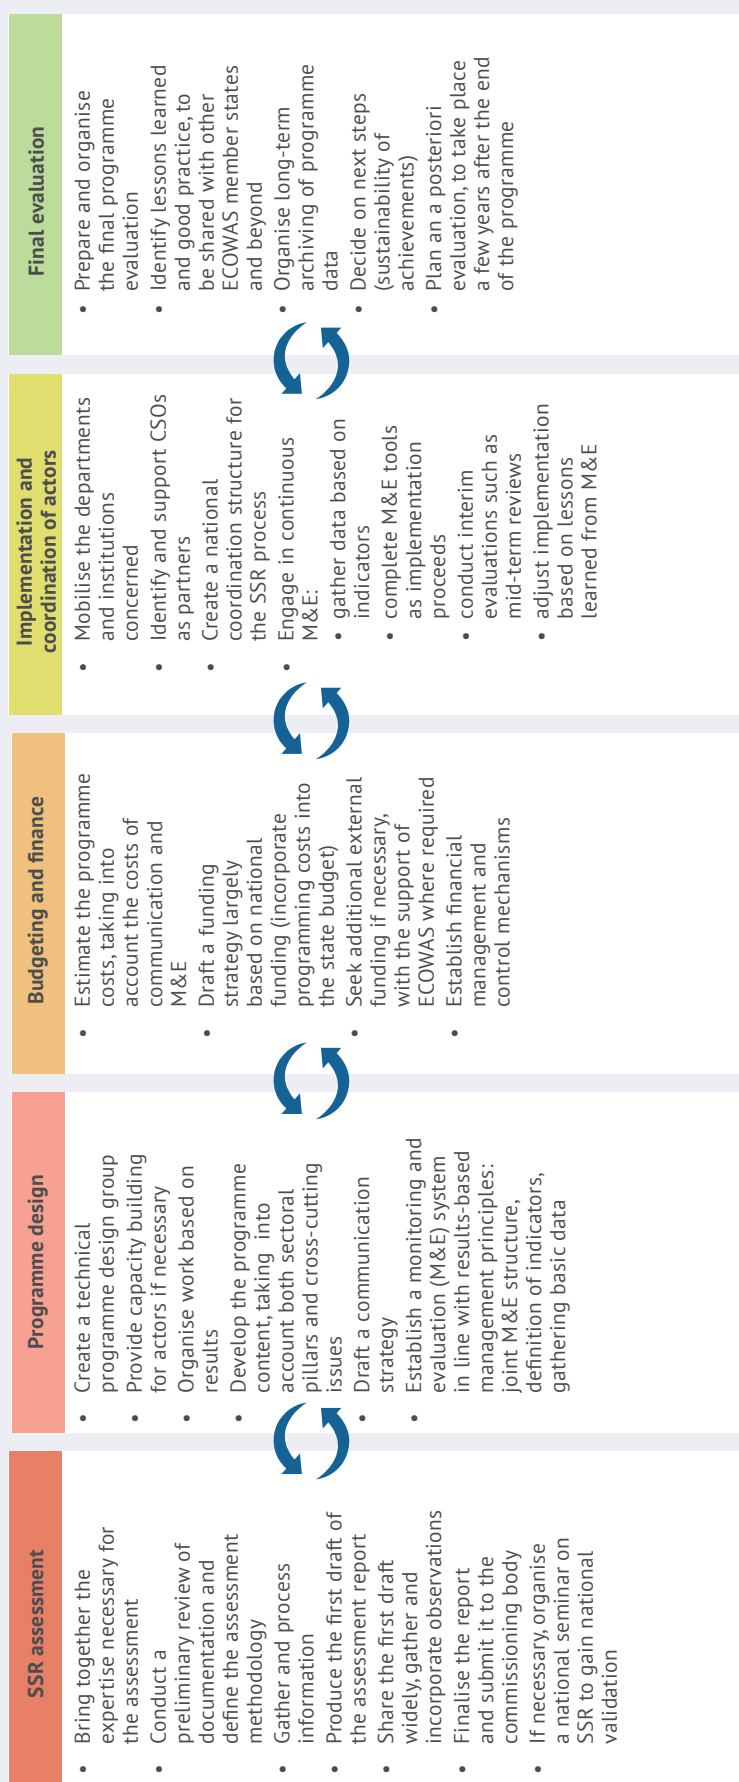 SSR assessment
• Bring together the
expertise necessary for
the assessment
• Conduct a
preliminary review of
documentation and
define the assessment
methodology
• Gather and process
information
• Produce the first draft of
the assessment report
• Share the first draft
widely, gather and
incorporate observations
• Finalise the report
and submit it to the
commissioning body
• If necessary, organise
a national seminar on
SSR to gain national
validation
Programme design
• Create a technical
programme design group
• Provide capacity building
for actors if necessary
• Organise work based on
results
• Develop the programme
content, taking into
account both sectoral
pillars and cross-cutting
issues
• Draft a communication
strategy
• Establish a monitoring and
evaluation (M&E) system
in line with results-based
management principles:
joint M&E structure,
definition of indicators,
gathering basic data
Budgeting and finance
• Estimate the programme
costs, taking into
account the costs of
communication and
M&E
• Draft a funding
strategy largely
based on national
funding (incorporate
programming costs into
the state budget)
• Seek additional external
funding if necessary,
with the support of
ECOWAS where required
• Establish financial
management and
control mechanisms
Implementation and
coordination of actors
• Mobilise the departments
and institutions
concerned
• Identify and support CSOs
as partners
• Create a national
coordination structure for
the SSR process
• Engage in continuous
M&E:
• gather data based on
indicators
• complete M&E tools
as implementation
proceeds
• conduct interim
evaluations such as
mid-term reviews
• adjust implementation
based on lessons
learned from M&E
Final evaluation
• Prepare and organise
the final programme
evaluation
• Identify lessons learned
and good practice, to
be shared with other
ECOWAS member states
and beyond
• Organise long-term
archiving of programme
data
• Decide on next steps
(sustainability of
achievements)
• Plan an a posteriori
evaluation, to take place
a few years after the end
of the programme